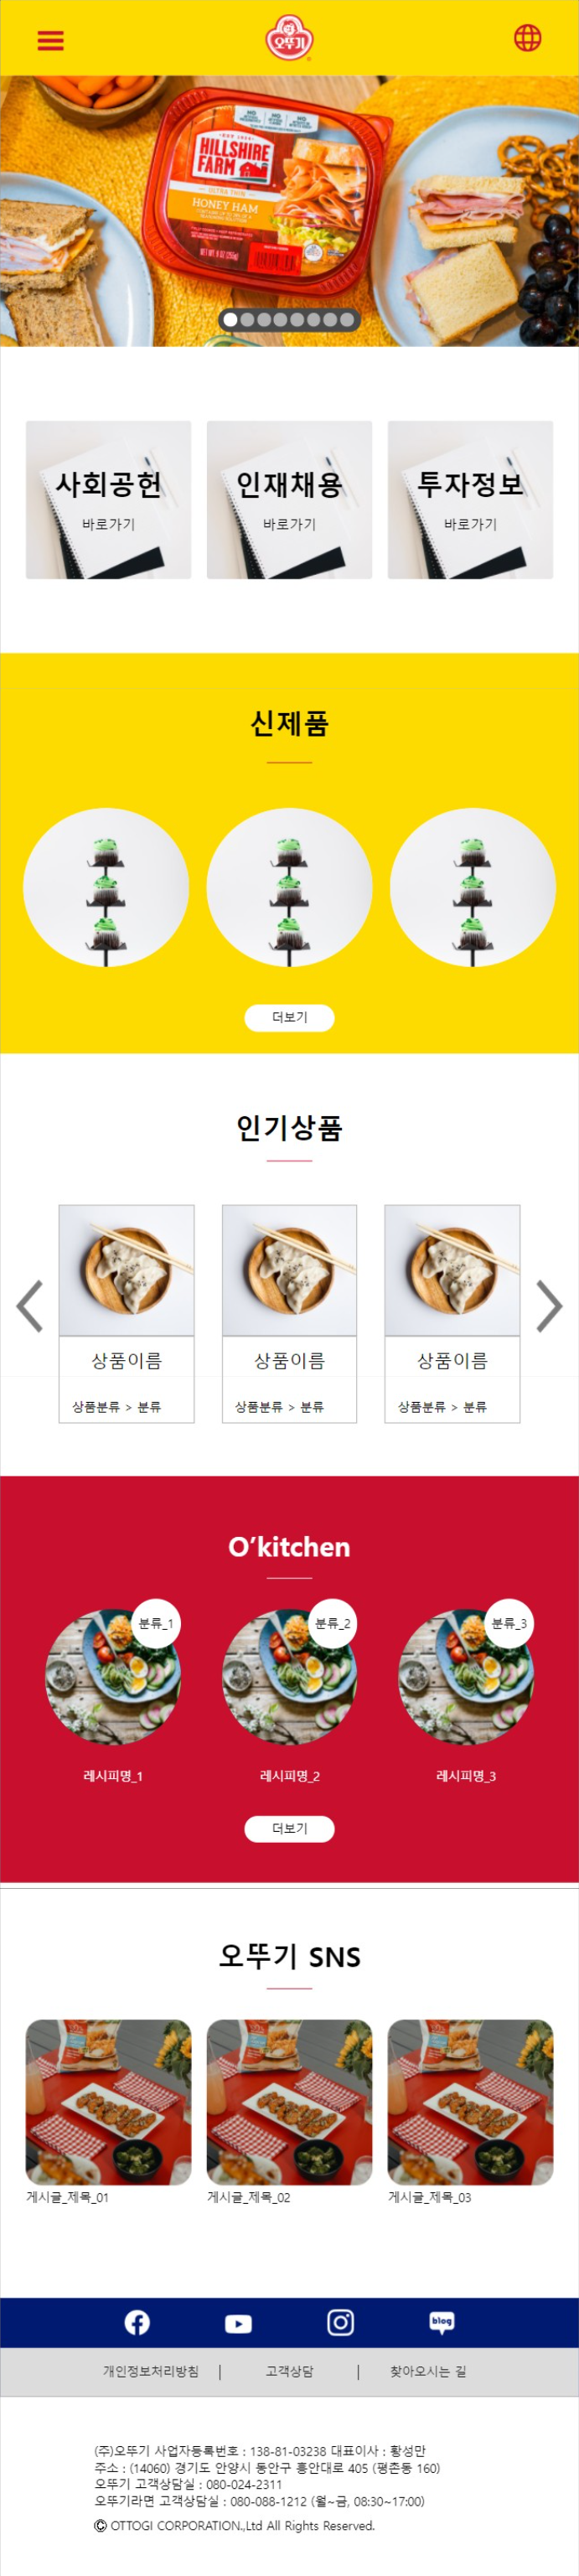 오뚜기
NO
NO
NO
HILLSHIRE
FARM
ULTRA THIN
HONEY HAM
NET WT. 9 OZ (255g)
사회공헌
인재채용
투자정보
바로가기
바로가기
바로가기
신제품
더보기
인기상품
상품이름
상품이름
상품이름
상품분류 > 분류
상품분류 > 분류
상품분류 > 분류
O’kitchen
분류_1
분류_2
분류_3
레시피명_1
레시피명_2
레시피명_3
더보기
오뚜기 SNS
게시글_제목_01
게시글_제목_02
게시글_제목_03
blog
개인정보처리방침 | 고객상담 | 찾아오시는 길
(주)오뚜기 사업자등록번호 : 138-81-03238 대표이사 : 황성만
주소 : (14060) 경기도 안양시 동안구 흥안대로 405 (평촌동 160)
오뚜기 고객상담실 : 080-024-2311
오뚜기라면 고객상담실 : 080-088-1212 (월~금, 08:30~17:00)
© OTTOGI CORPORATION.,Ltd All Rights Reserved.